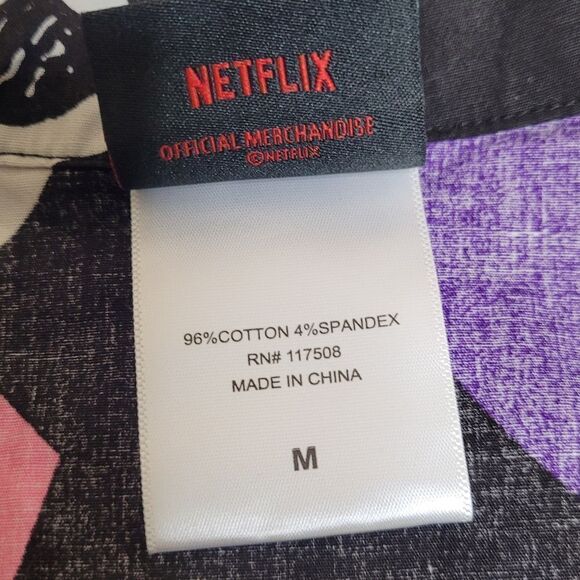 NETFLIX
OFFICIAL MERCHANDISE
©NETFLIX
96%COTTON 4%SPANDEX
RN# 117508
MADE IN CHINA
M